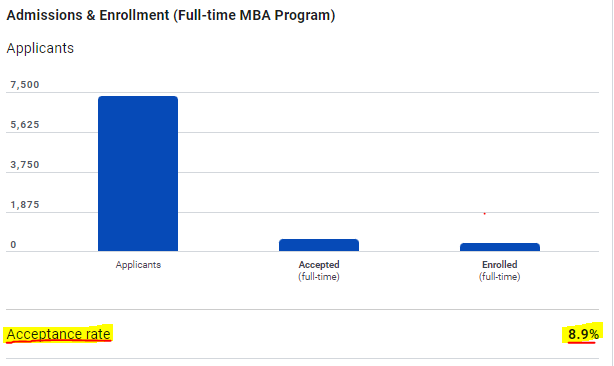 Admissions & Enrollment (Full-time MBA Program)
Applicants
7,500
5,625
3,750
1,875
0
Applicants
Accepted
(full-time)
Enrolled
(full-time)
Acceptance rate
8.9%